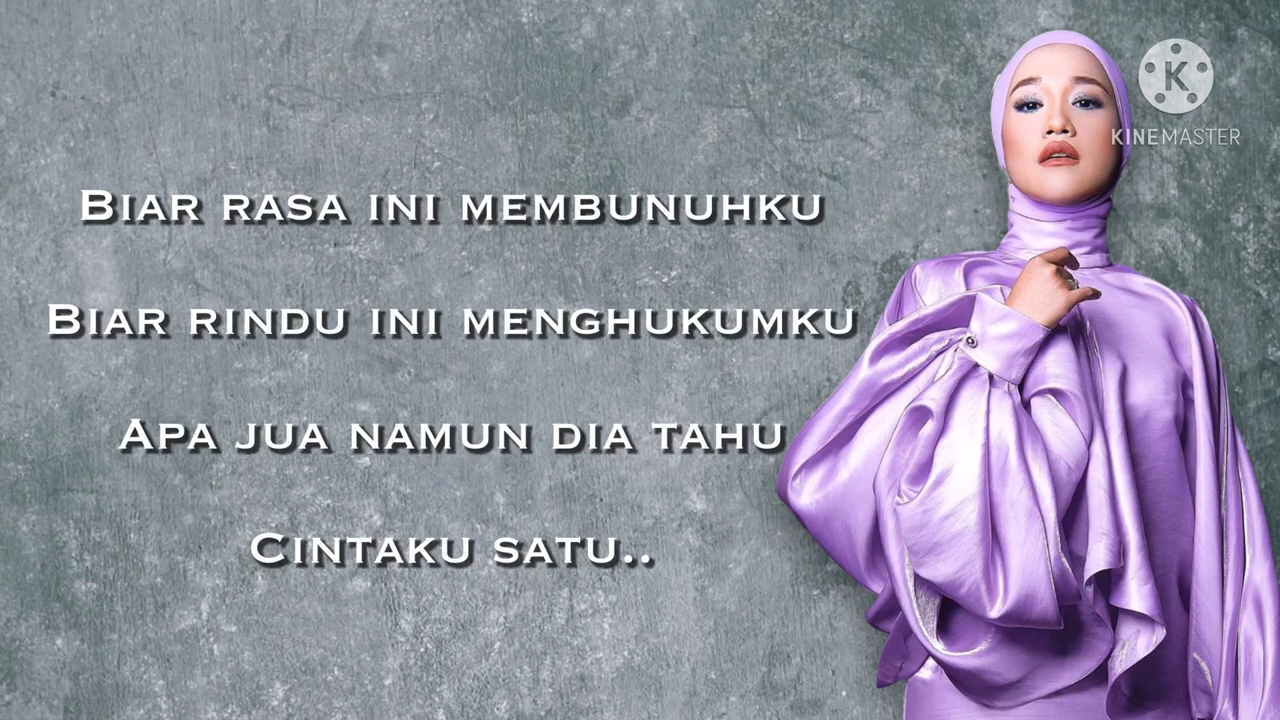 K
KINEMASTER
Biar rasa ini membunuhku
Biar rindu ini menghukumku
Apa jua namun dia tahu
Cintaku satu..